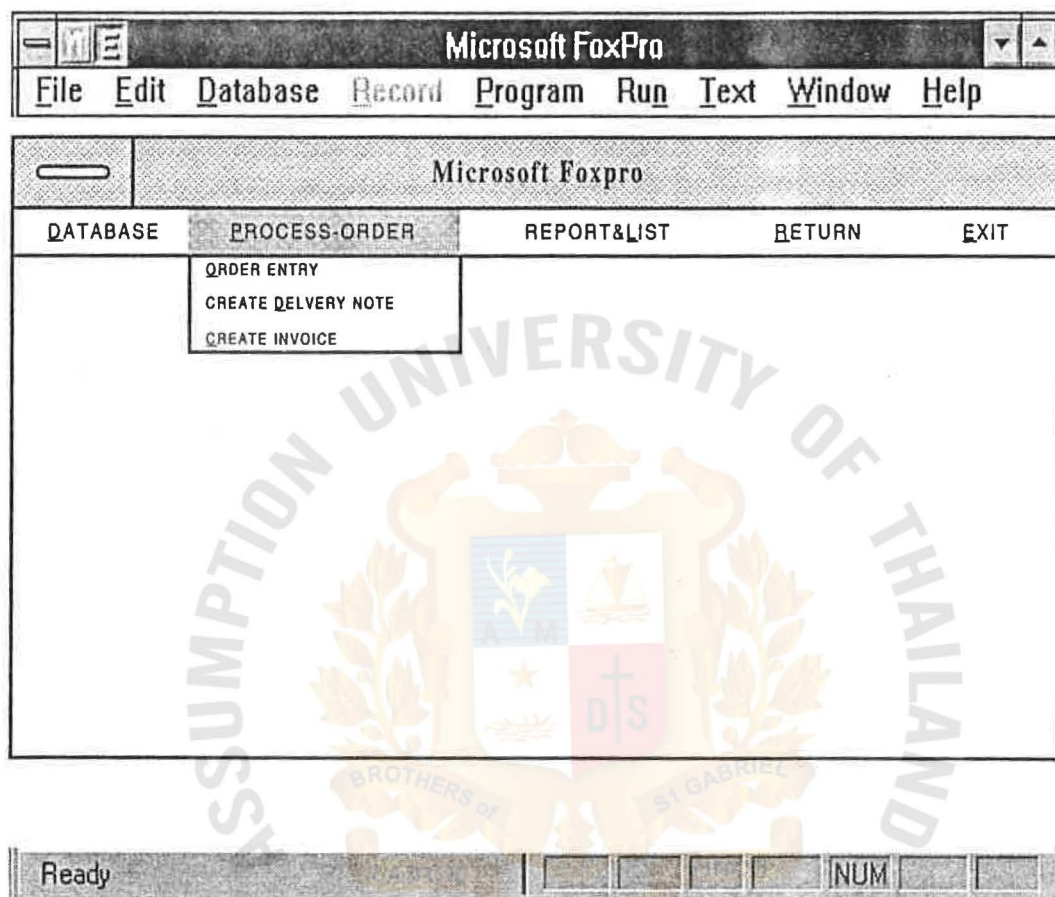 Microsoft FoxPro
File Edit Database Record Program Run Text Window Help
Microsoft Foxpro
DATABASE PROCESS-ORDER REPORT&LIST RETURN EXIT
ORDER ENTRY
CREATE DELVERY NOTE
CREATE INVOICE
ASSUMPTION UNIVERSITY OF THAILAND
A M
D S
BROTHERS of ST GABRIEL
Ready NUM